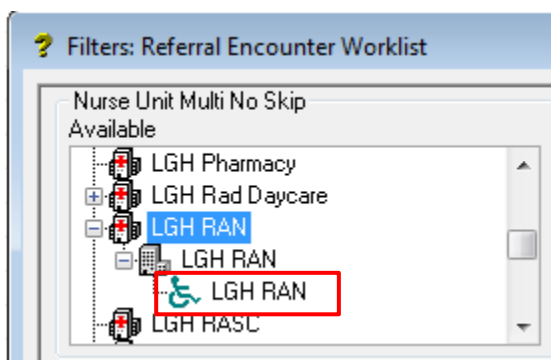 Filters: Referral Encounter Worklist
Nurse Unit Multi No Skip
Available
LGH Pharmacy
LGH Rad Daycare
LGH RAN
LGH RAN
LGH RAN
LGH RASC